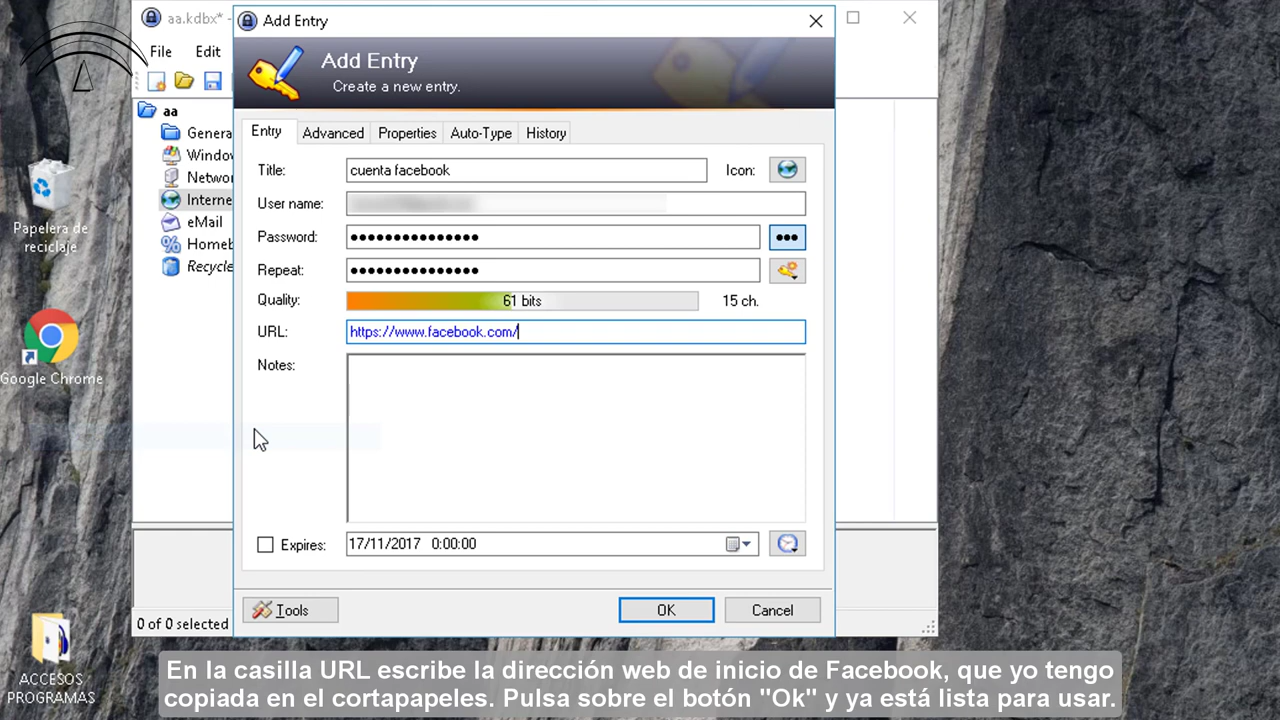 aa.kdbx* -
File Edit
aa
Genera
Window
Networ
Interne
eMail
Homeb
Recycle
0 of 0 selected
Add Entry
Add Entry
Create a new entry.
Entry Advanced Properties Auto-Type History
Title: cuenta facebook Icon:
User name:
Password: ●●●●●●●●●●●●●●●
Repeat: ●●●●●●●●●●●●●●●
Quality: 61 bits 15 ch.
URL: https://www.facebook.com/
Notes:
Expires: 17/11/2017 0:00:00
Tools OK Cancel
Papelera de
reciclaje
Google Chrome
ACCESOS
PROGRAMAS
En la casilla URL escribe la dirección web de inicio de Facebook, que yo tengo
copiada en el cortapapeles. Pulsa sobre el botón "Ok" y ya está lista para usar.